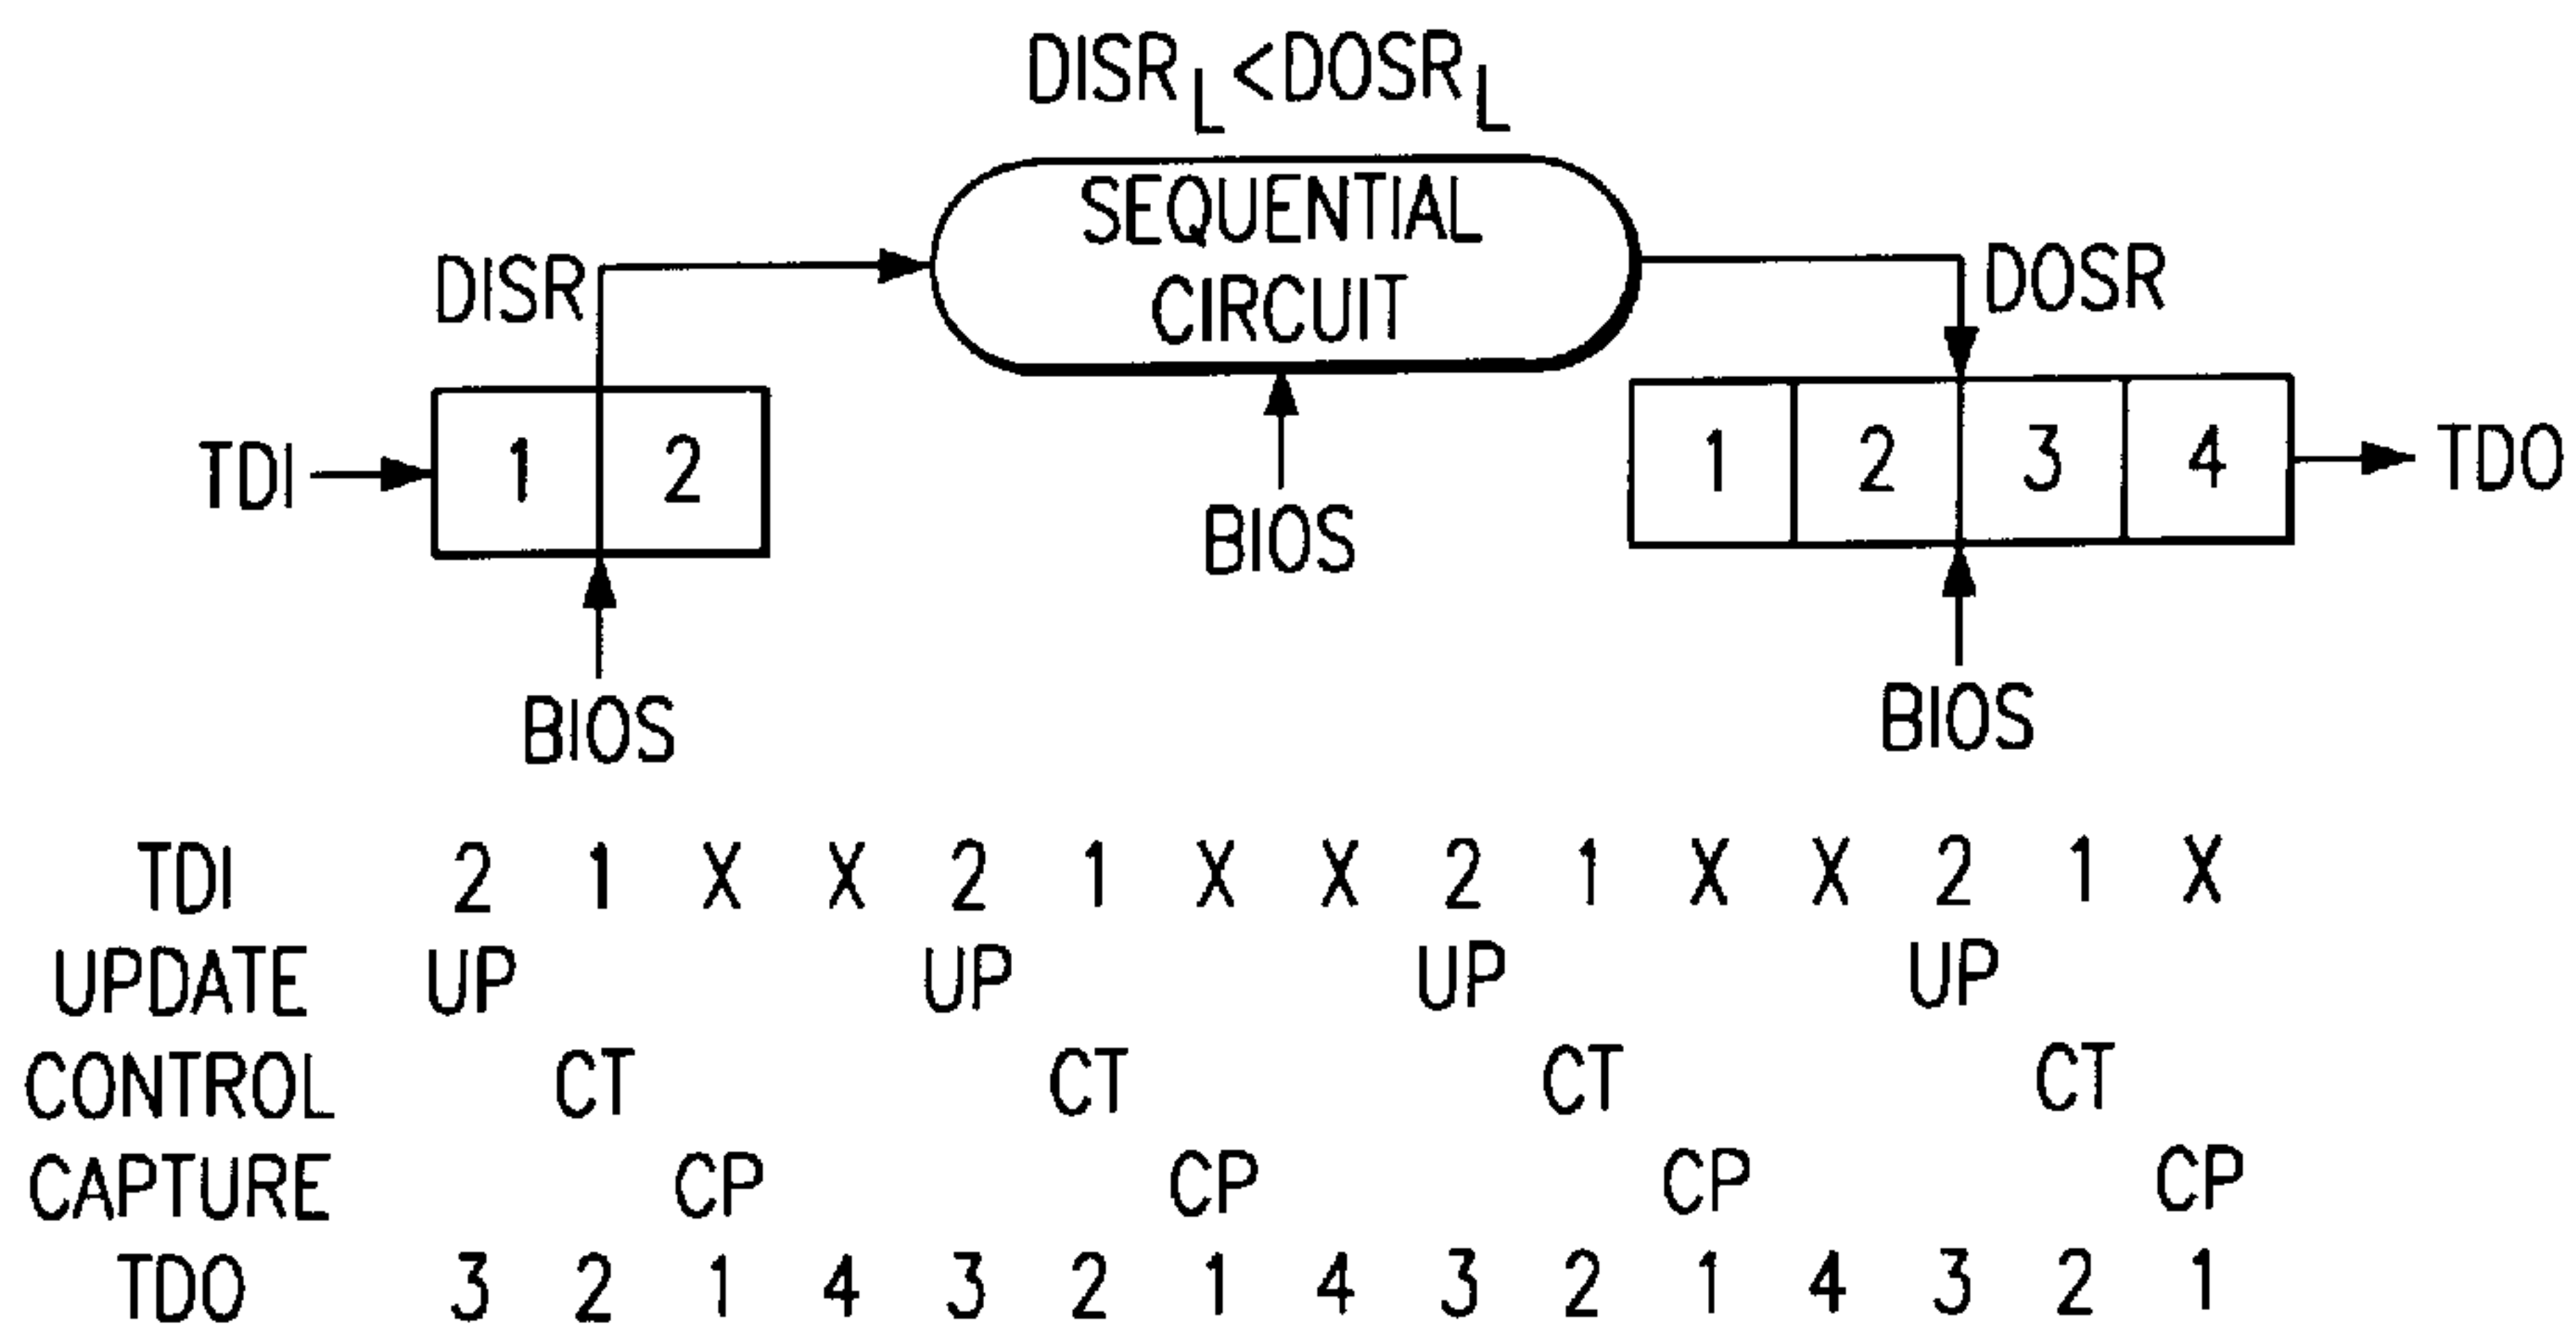 DISRL<DOSRL
SEQUENTIAL
CIRCUIT
DISR
DOSR
TDI
1 2
1 2 3 4
TDO
BIOS
BIOS
BIOS
TDI 2 1 X X 2 1 X X 2 1 X X 2 1 X
UPDATE UP UP UP UP
CONTROL CT CT CT CT
CAPTURE CP CP CP CP
TDO 3 2 1 4 3 2 1 4 3 2 1 4 3 2 1